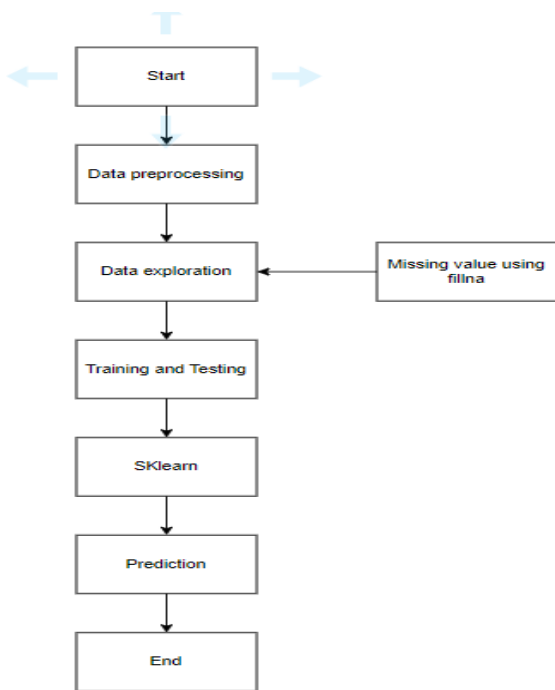 Start
Data preprocessing
Data exploration
Missing value using
fillna
Training and Testing
SKlearn
Prediction
End